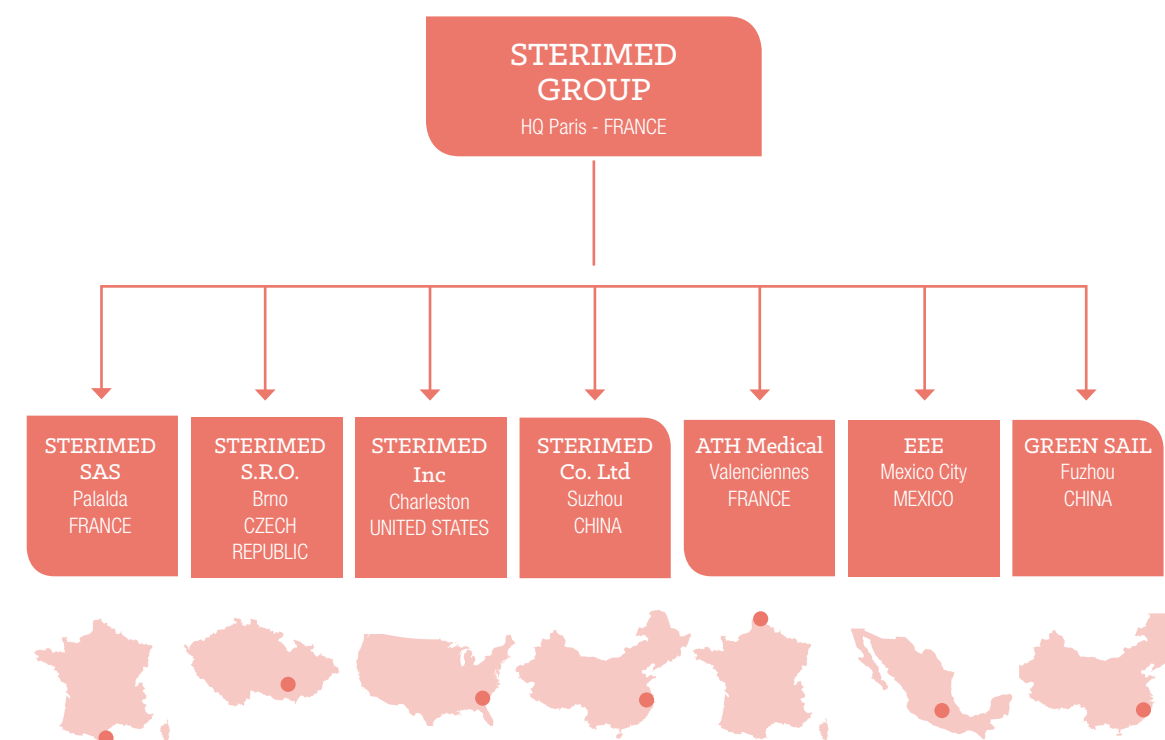 STERIMED
GROUP
HQ Paris - FRANCE
STERIMED
SAS
Palalda
FRANCE
STERIMED
S.R.O.
Brno
CZECH
REPUBLIC
STERIMED
Inc
Charleston
UNITED STATES
STERIMED
Co. Ltd
Suzhou
CHINA
ATH Medical
Valenciennes
FRANCE
EEE
Mexico City
MEXICO
GREEN SAIL
Fuzhou
CHINA